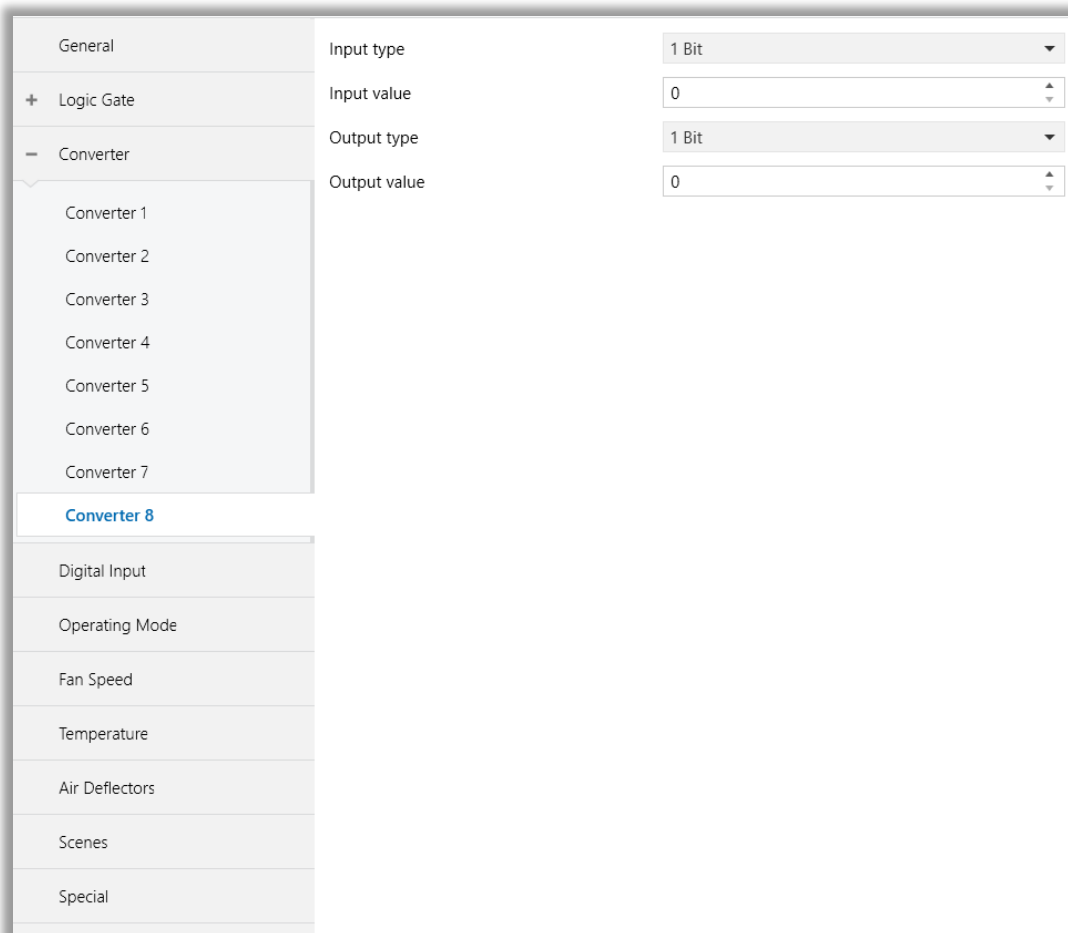 General
+ Logic Gate
− Converter
Converter 1
Converter 2
Converter 3
Converter 4
Converter 5
Converter 6
Converter 7
Converter 8
Digital Input
Operating Mode
Fan Speed
Temperature
Air Deflectors
Scenes
Special
Input type 1 Bit
Input value 0
Output type 1 Bit
Output value 0